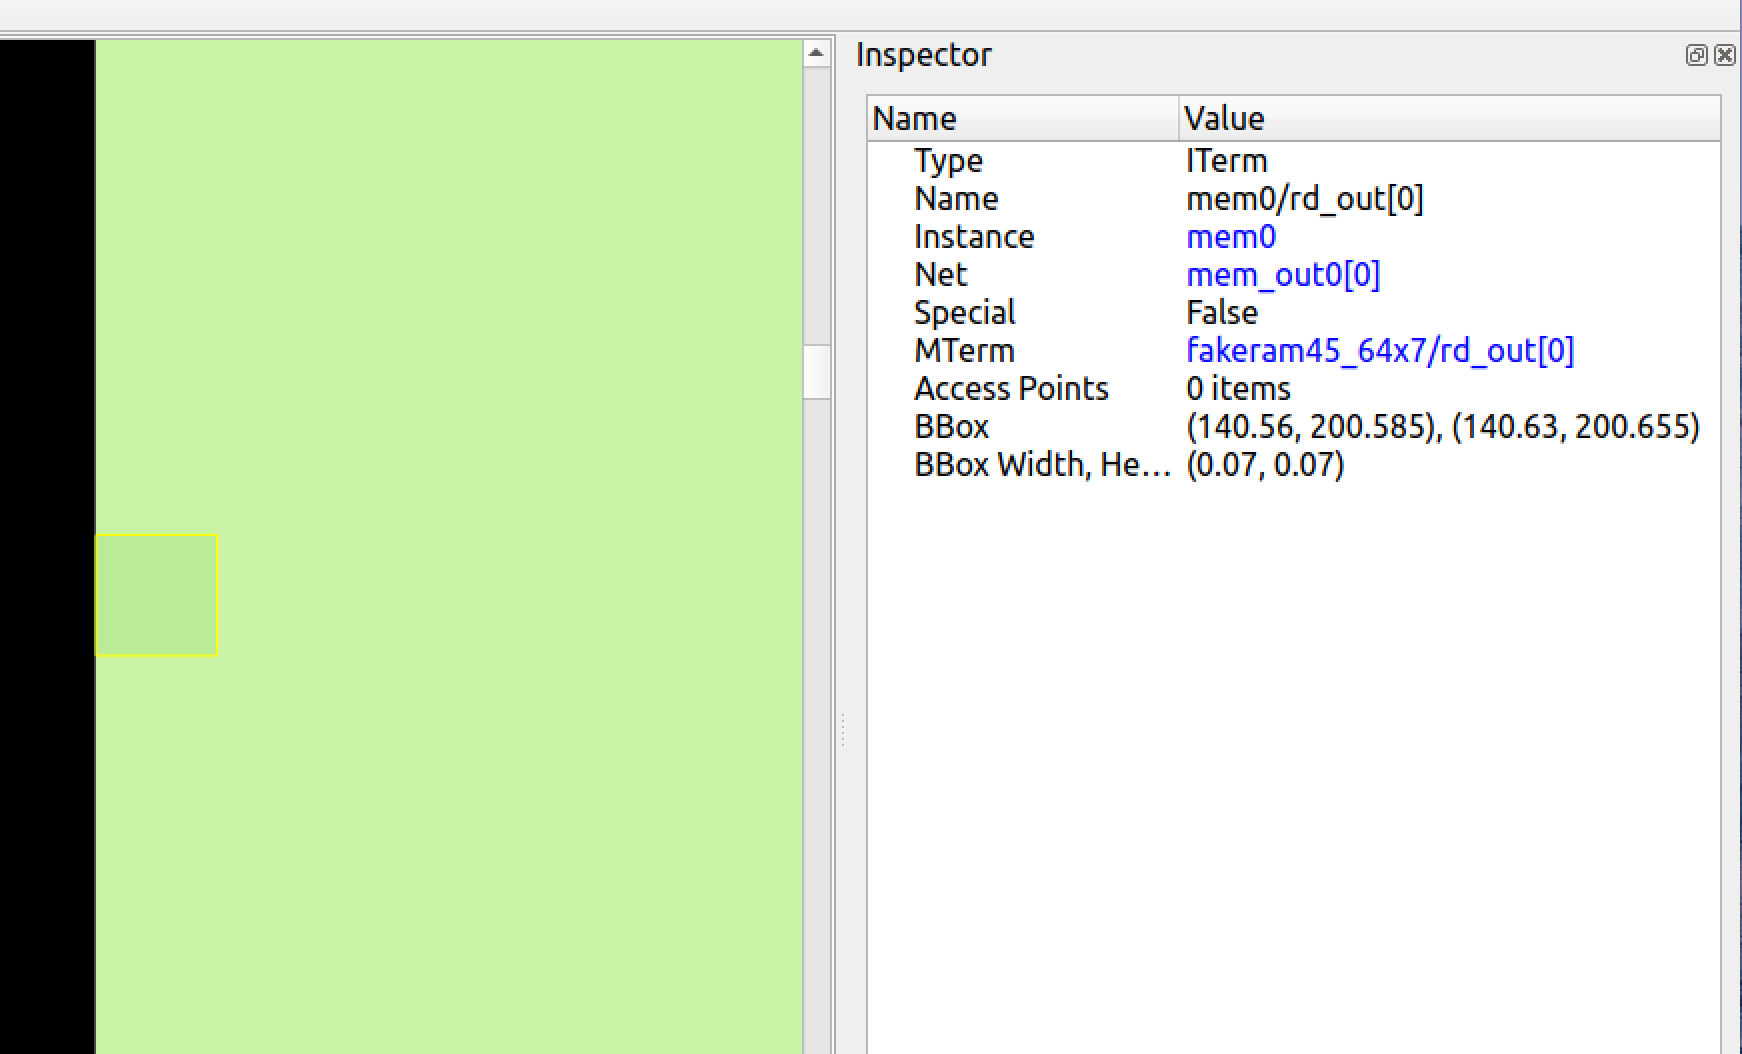 Inspector
Name Value
Type ITerm
Name mem0/rd_out[0]
Instance mem0
Net mem_out0[0]
Special False
MTerm fakeram45_64x7/rd_out[0]
Access Points 0 items
BBox (140.56, 200.585), (140.63, 200.655)
BBox Width, He... (0.07, 0.07)